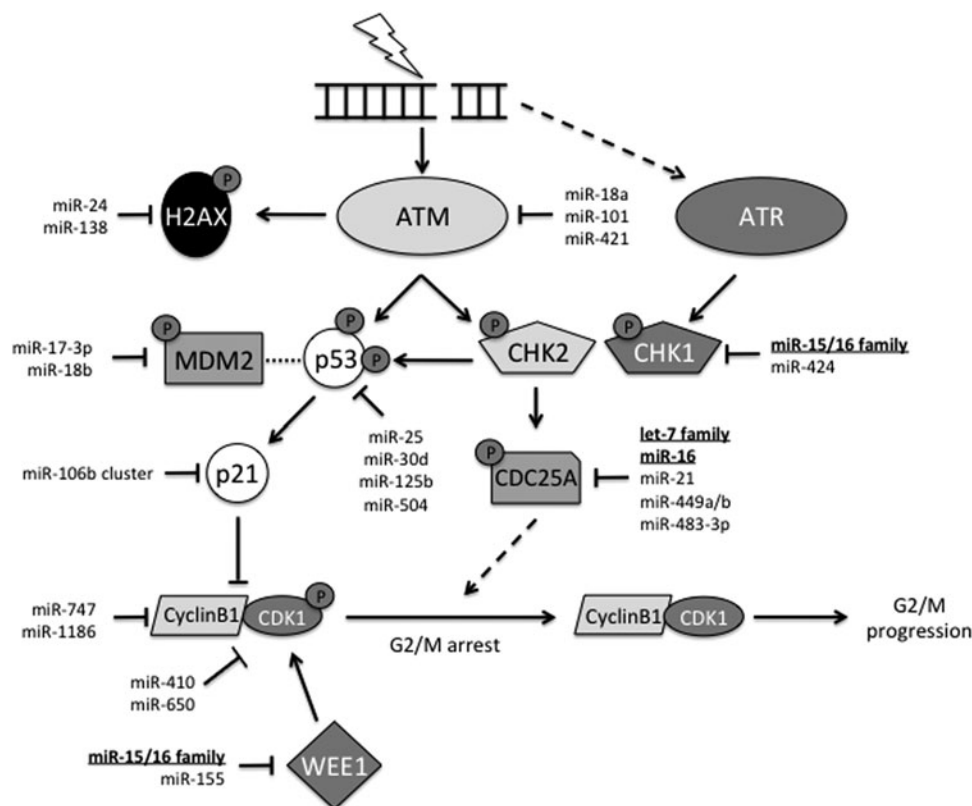 miR-24
miR-138
P
H2AX
ATM
miR-18a
miR-101
miR-421
ATR
miR-17-3p
miR-18b
P
MDM2
P
p53
P
P
CHK2
P
CHK1
miR-15/16 family
miR-424
miR-106b cluster
p21
miR-25
miR-30d
miR-125b
miR-504
P
CDC25A
let-7 family
miR-16
miR-21
miR-449a/b
miR-483-3p
miR-747
miR-1186
CyclinB1
CDK1
P
G2/M arrest
CyclinB1
CDK1
G2/M
progression
miR-410
miR-650
miR-15/16 family
miR-155
WEE1